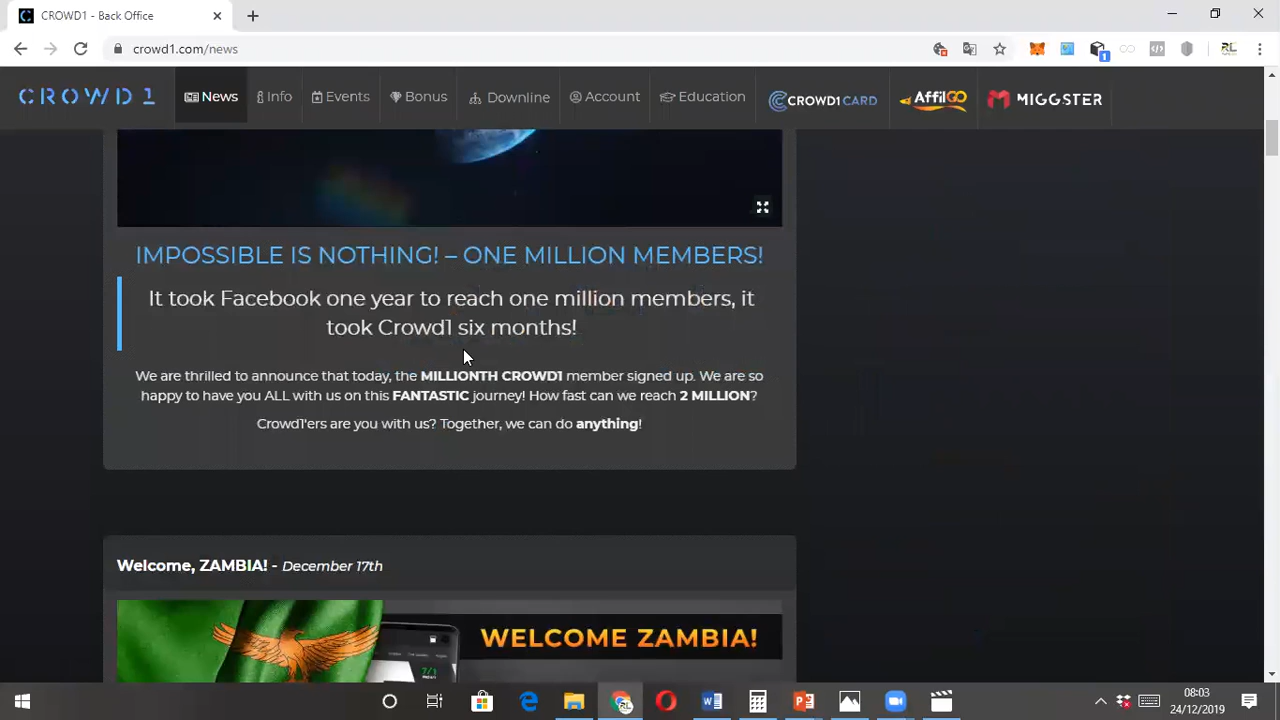 CROWD1 - Back Office
crowd1.com/news
CROWD1 News Info Events Bonus Downline Account Education CROWD1CARD AffilGO MIGGSTER
IMPOSSIBLE IS NOTHING! – ONE MILLION MEMBERS!
It took Facebook one year to reach one million members, it
took Crowd1 six months!
We are thrilled to announce that today, the MILLIONTH CROWD1 member signed up. We are so
happy to have you ALL with us on this FANTASTIC journey! How fast can we reach 2 MILLION?
Crowd1'ers are you with us? Together, we can do anything!
Welcome, ZAMBIA! - December 17th
WELCOME ZAMBIA!
7/1
08:03
24/12/2019